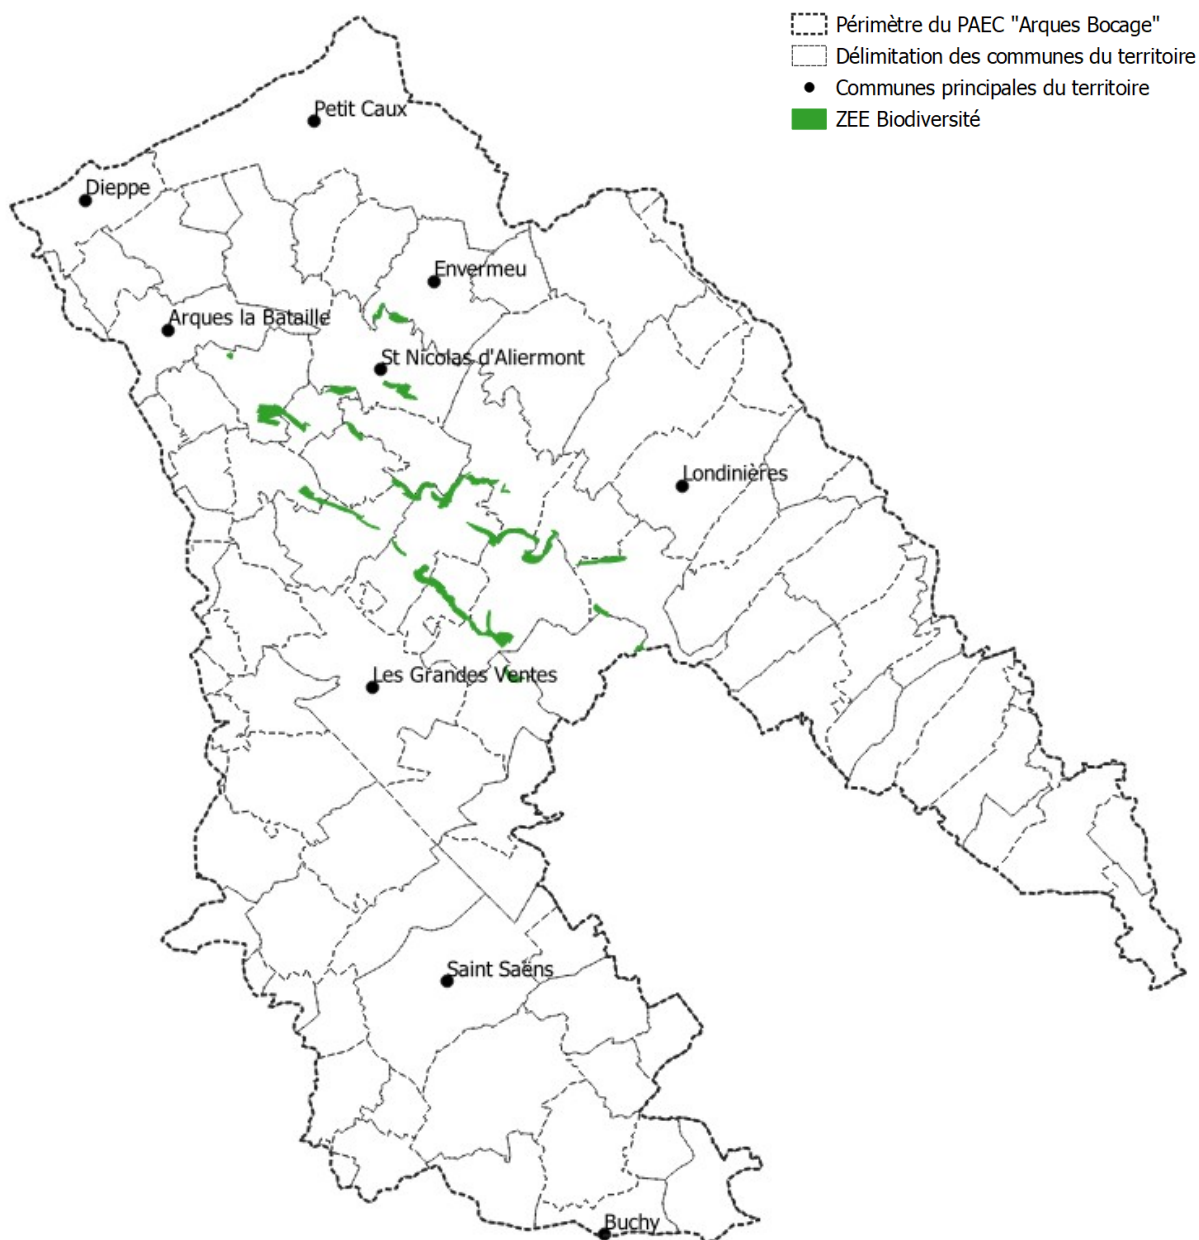 Périmètre du PAEC "Arques Bocage"
Délimitation des communes du territoire
Communes principales du territoire
ZEE Biodiversité
Petit Caux
Dieppe
Envermeu
Arques la Bataille
St Nicolas d'Aliermont
Londinières
Les Grandes Ventes
Saint Saëns
Buchy